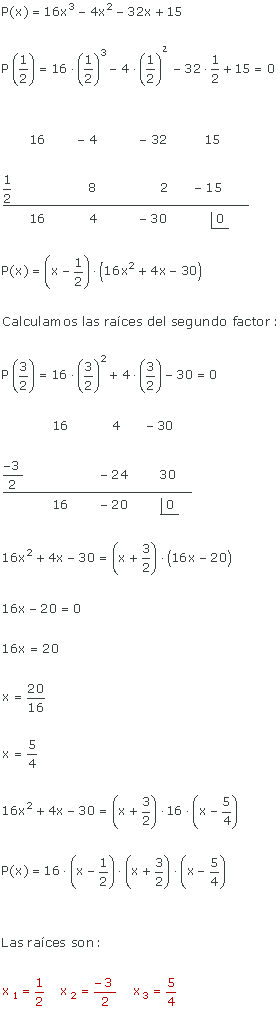 P(x) = 16x³ − 4x² − 32x + 15
P(1/2) = 16 · (1/2)³ − 4 · (1/2)² − 32 · 1/2 + 15 = 0
16 − 4 − 32 15
1/2 8 2 − 15
16 4 − 30 0
P(x) = (x − 1/2) · (16x² + 4x − 30)
Calculamos las raíces del segundo factor :
P(3/2) = 16 · (3/2)² + 4 · (3/2) − 30 = 0
16 4 − 30
−3/2 − 24 30
16 − 20 0
16x² + 4x − 30 = (x + 3/2) · (16x − 20)
16x − 20 = 0
16x = 20
x = 20/16
x = 5/4
16x² + 4x − 30 = (x + 3/2) · 16 · (x − 5/4)
P(x) = 16 · (x − 1/2) · (x + 3/2) · (x − 5/4)
Las raíces son :
x₁ = 1/2 x₂ = −3/2 x₃ = 5/4